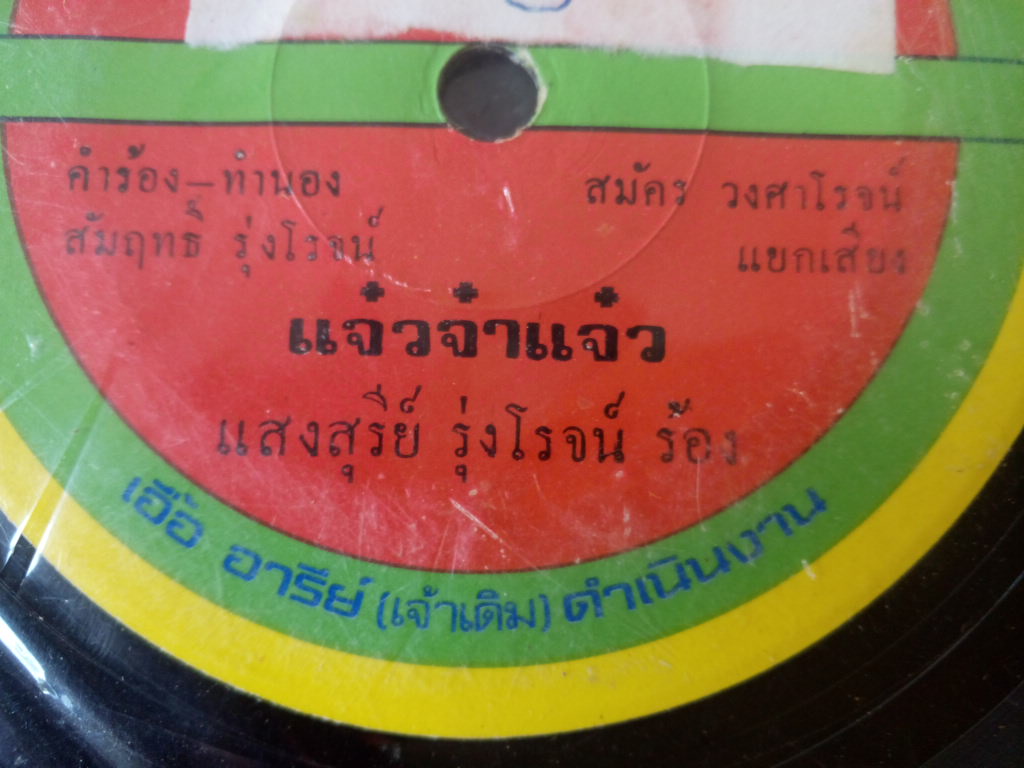 คำร้อง-ทำนอง
สัมฤทธิ์ รุ่งโรจน์
สมัคร วงศาโรจน์
แยกเสียง
แจ๋วจ๋าแจ๋ว
แสงสุรีย์ รุ่งโรจน์ ร้อง
เฮื้อ อารีย์ (เจ้าเดิม) ดำเนินงาน